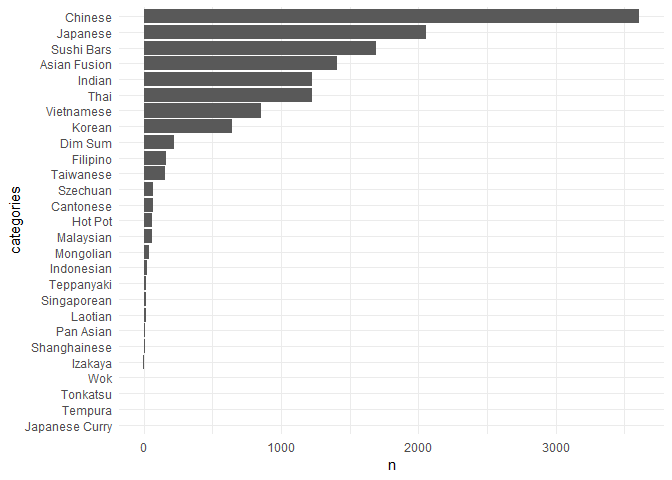 Chinese
Japanese
Sushi Bars
Asian Fusion
Indian
Thai
Vietnamese
Korean
Dim Sum
Filipino
Taiwanese
Szechuan
Cantonese
Hot Pot
Malaysian
Mongolian
Indonesian
Teppanyaki
Singaporean
Laotian
Pan Asian
Shanghainese
Izakaya
Wok
Tonkatsu
Tempura
Japanese Curry
categories
0 1000 2000 3000
n